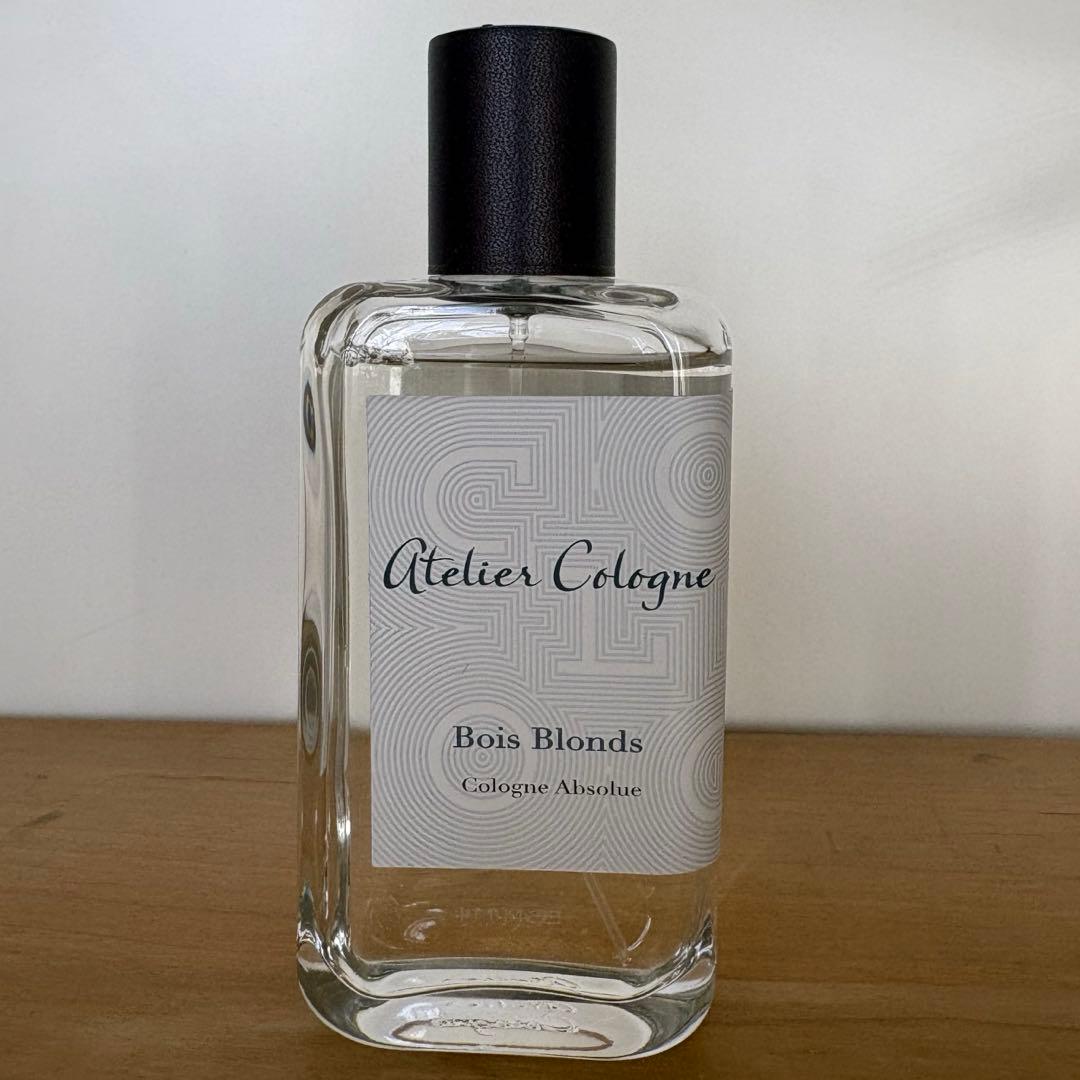 Atelier Cologne
Bois Blonds
Cologne Absolue